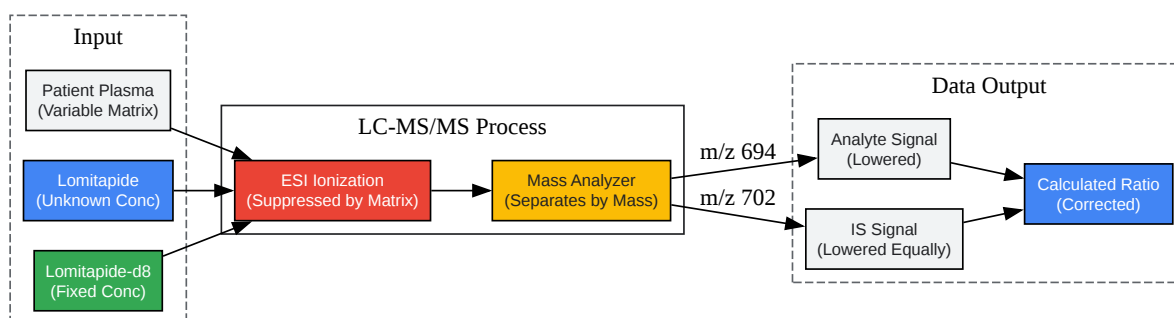 Input
Patient Plasma
(Variable Matrix)
Lomitapide
(Unknown Conc)
Lomitapide-d8
(Fixed Conc)
LC-MS/MS Process
ESI Ionization
(Suppressed by Matrix)
Mass Analyzer
(Separates by Mass)
m/z 694
m/z 702
Data Output
Analyte Signal
(Lowered)
IS Signal
(Lowered Equally)
Calculated Ratio
(Corrected)